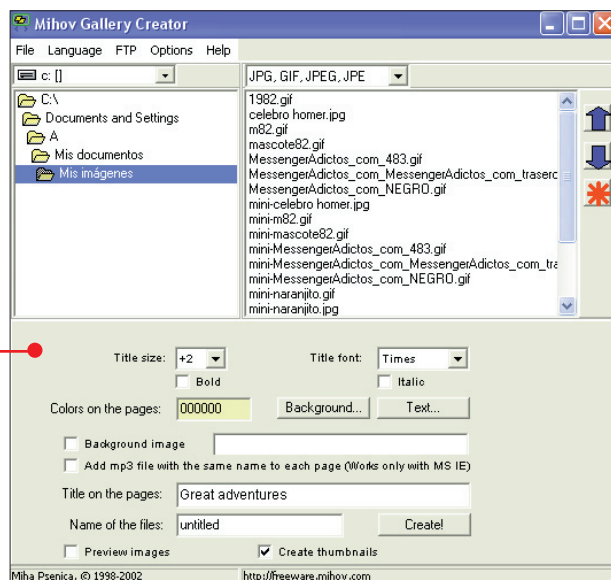 Mihov Gallery Creator
File Language FTP Options Help
c: []
JPG, GIF, JPEG, JPE
C:\
Documents and Settings
A
Mis documentos
Mis imágenes
1982.gif
celebro homer.jpg
m82.gif
mascote82.gif
MessengerAdictos_com_483.gif
MessengerAdictos_com_MessengerAdictos_com_traserc
MessengerAdictos_com_NEGRO.gif
mini-celebro homer.jpg
mini-m82.gif
mini-mascote82.gif
mini-MessengerAdictos_com_483.gif
mini-MessengerAdictos_com_MessengerAdictos_com_tra
mini-MessengerAdictos_com_NEGRO.gif
mini-naranjito.gif
mini-naranjito.jpg
Title size: +2 Title font: Times
Bold Italic
Colors on the pages: 000000 Background... Text...
Background image
Add mp3 file with the same name to each page (Works only with MS IE)
Title on the pages: Great adventures
Name of the files: untitled Create!
Preview images Create thumbnails
Miha Psenica, © 1998-2002 http://freeware.mihov.com